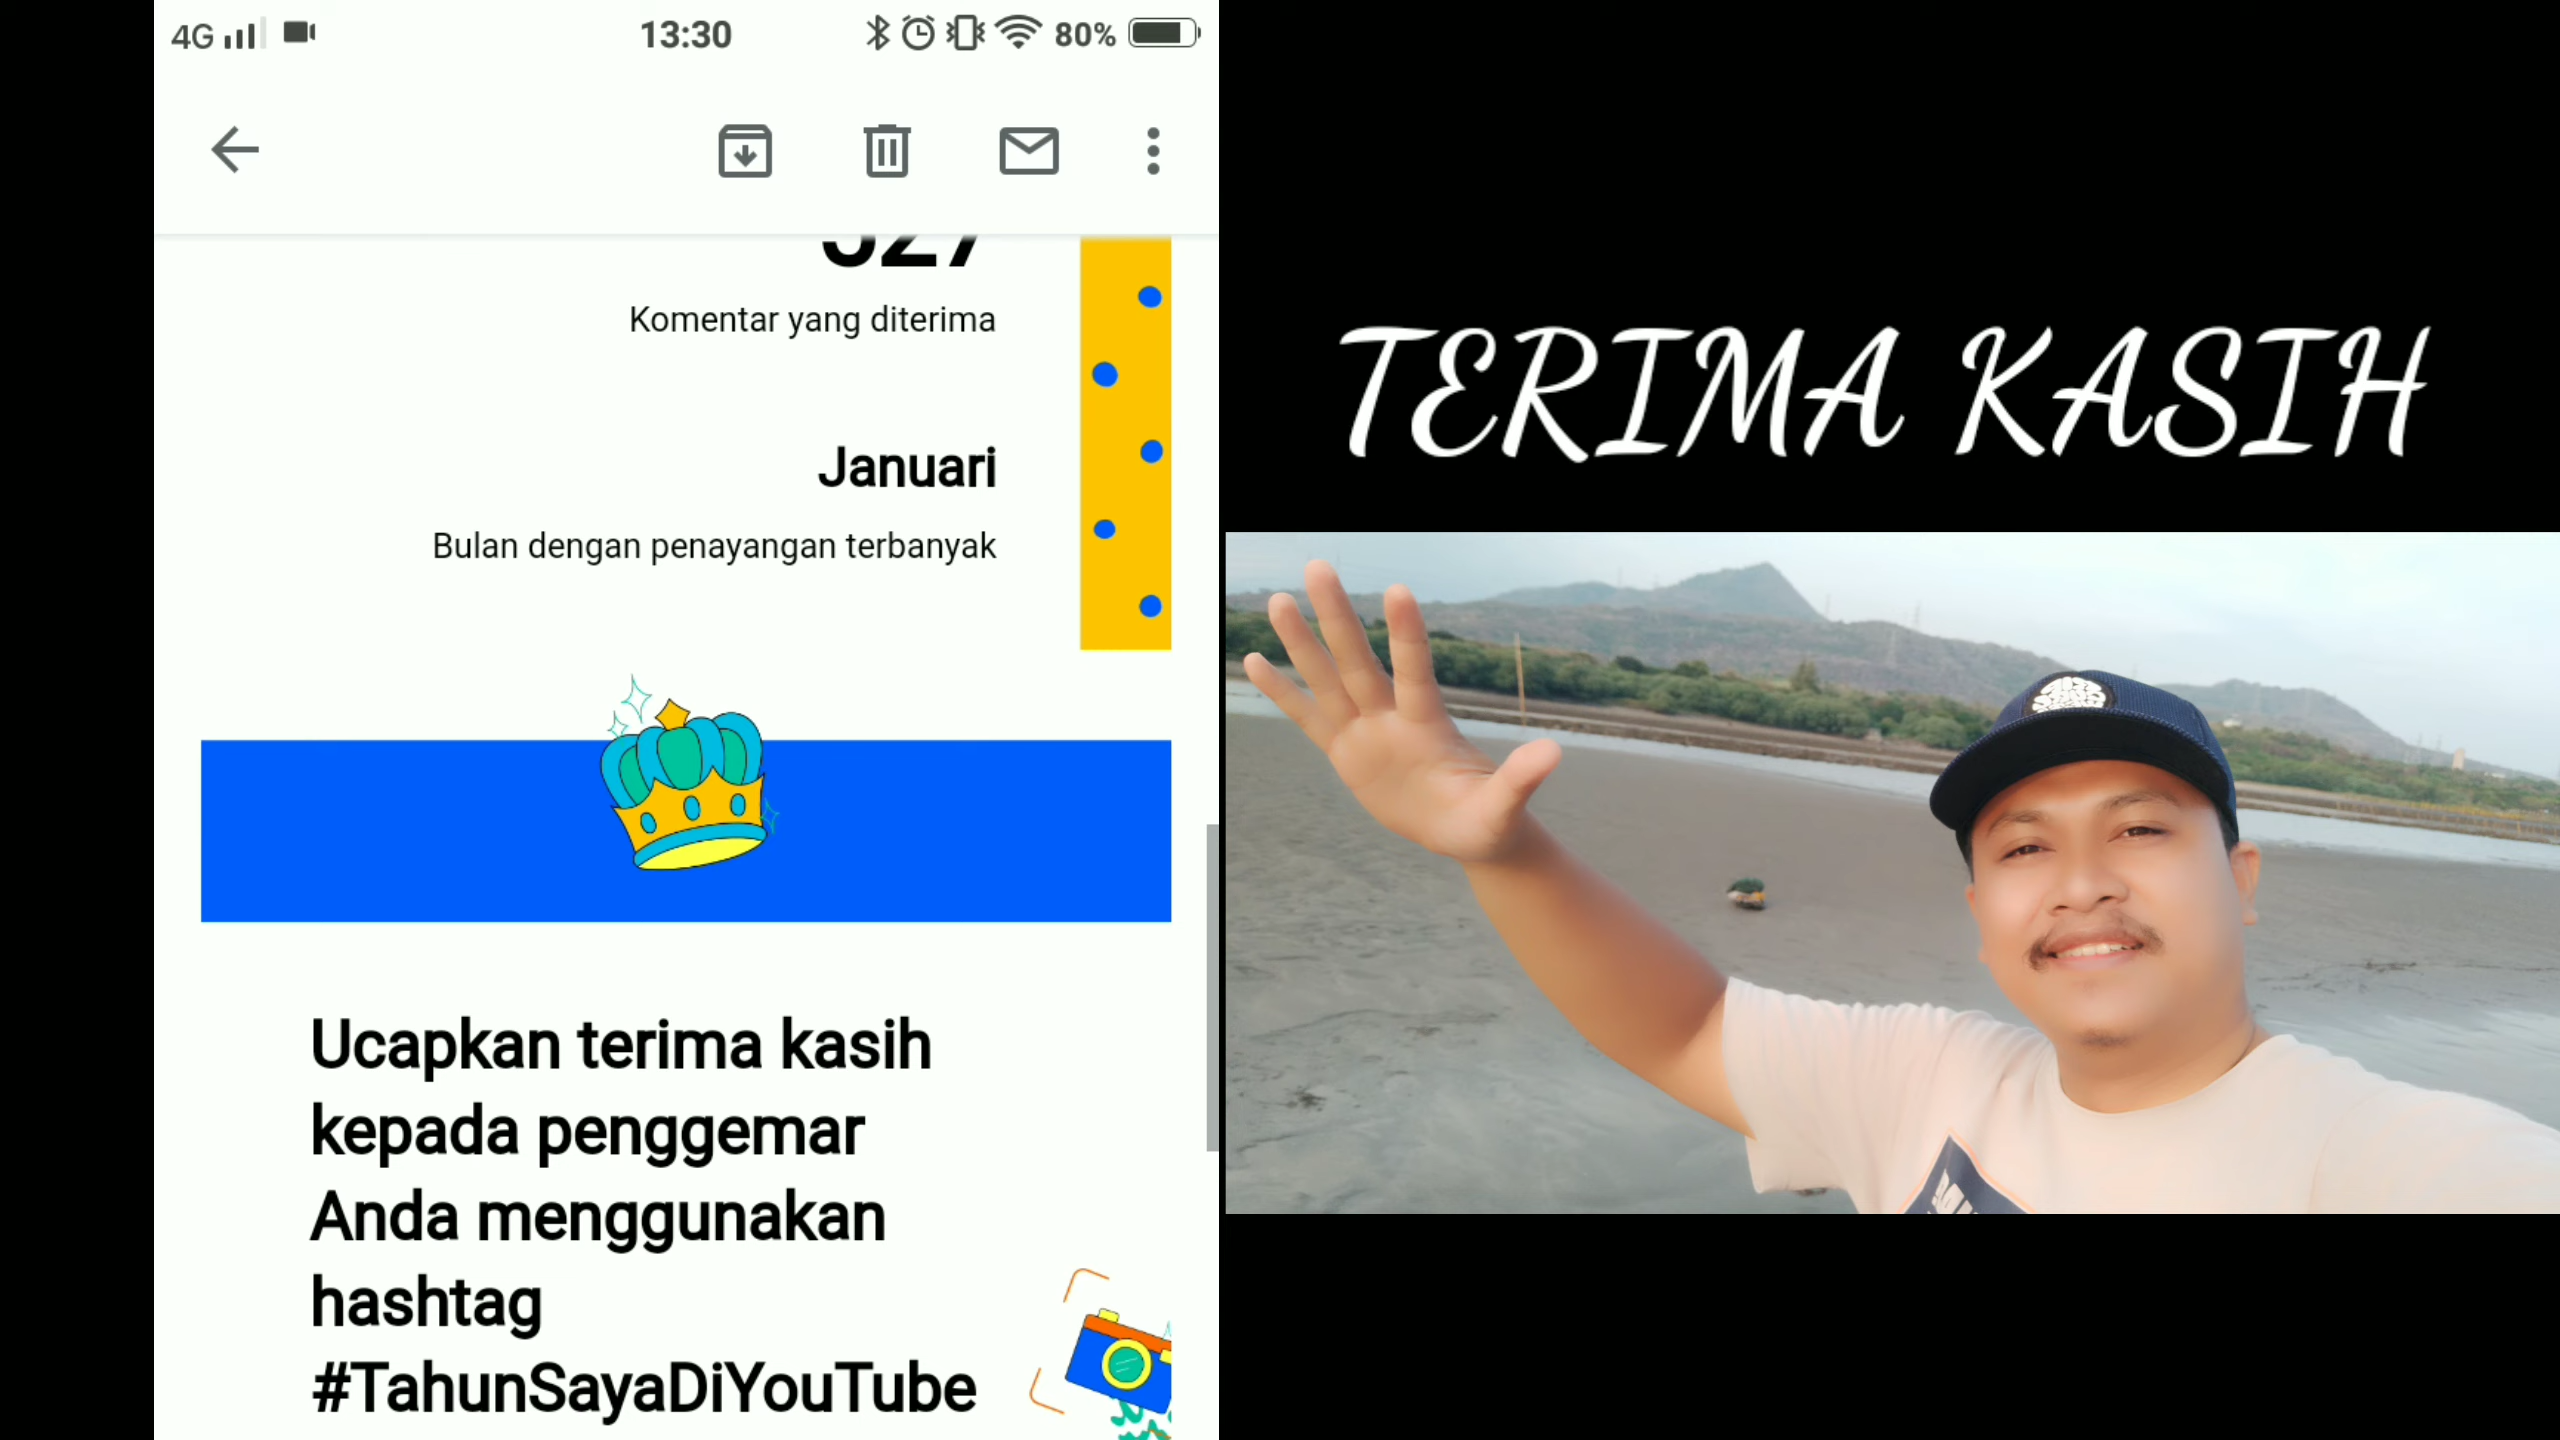 4G
13:30
80%
Komentar yang diterima
Januari
Bulan dengan penayangan terbanyak
Ucapkan terima kasih
kepada penggemar
Anda menggunakan
hashtag
#TahunSayaDiYouTube
TERIMA KASIH